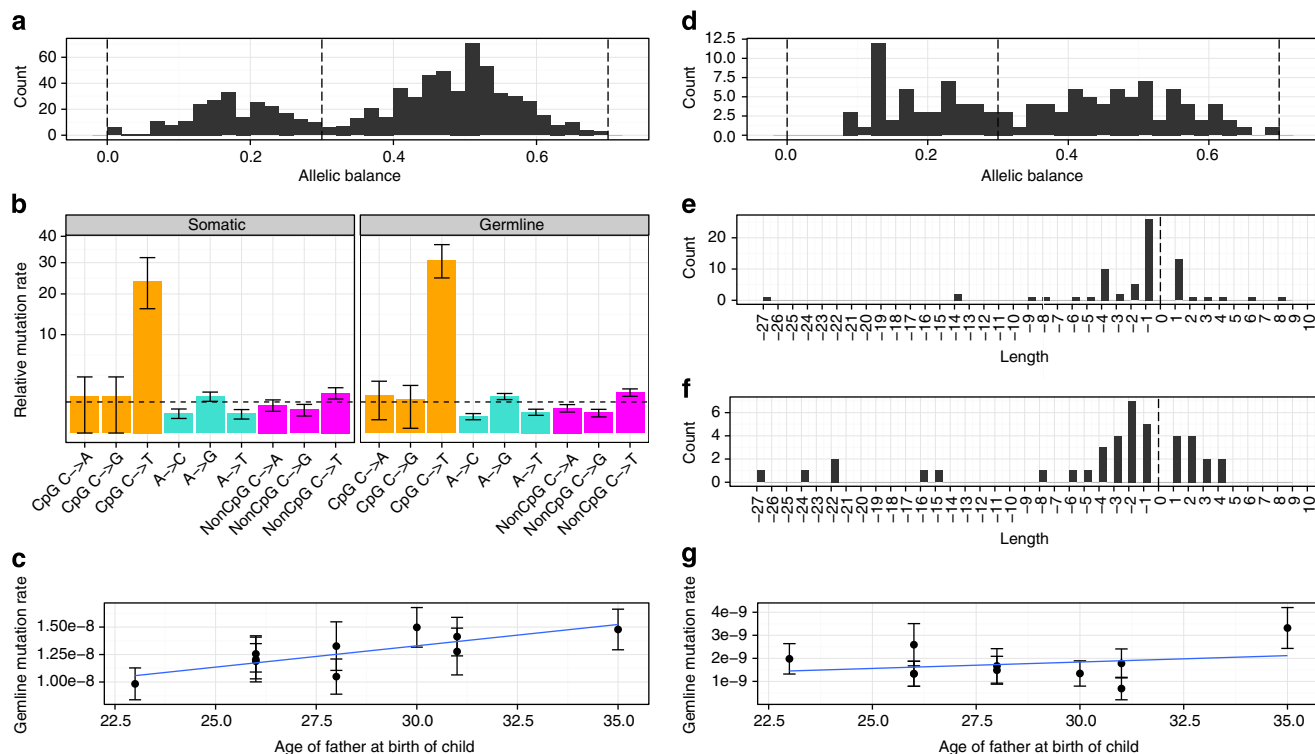 a
Count
60
40
20
0
0.0 0.2 0.4 0.6
Allelic balance
b
Somatic Germline
Relative mutation rate
40
30
20
10
CpG C->A CpG C->G CpG C->T A->C A->G A->T NonCpG C->A NonCpG C->G NonCpG C->T
CpG C->A CpG C->G CpG C->T A->C A->G A->T NonCpG C->A NonCpG C->G NonCpG C->T
c
Germline mutation rate
1.50e−8
1.25e−8
1.00e−8
22.5 25.0 27.5 30.0 32.5 35.0
Age of father at birth of child
d
Count
12.5
10.0
7.5
5.0
2.5
0.0
0.0 0.2 0.4 0.6
Allelic balance
e
Count
20
10
0
−27 −26 −25 −24 −23 −22 −21 −20 −19 −18 −17 −16 −15 −14 −13 −12 −11 −10 −9 −8 −7 −6 −5 −4 −3 −2 −1 0 1 2 3 4 5 6 7 8 9 10
Length
f
Count
6
4
2
0
−27 −26 −25 −24 −23 −22 −21 −20 −19 −18 −17 −16 −15 −14 −13 −12 −11 −10 −9 −8 −7 −6 −5 −4 −3 −2 −1 0 1 2 3 4 5 6 7 8 9 10
Length
g
Germline mutation rate
4e−9
3e−9
2e−9
1e−9
22.5 25.0 27.5 30.0 32.5 35.0
Age of father at birth of child